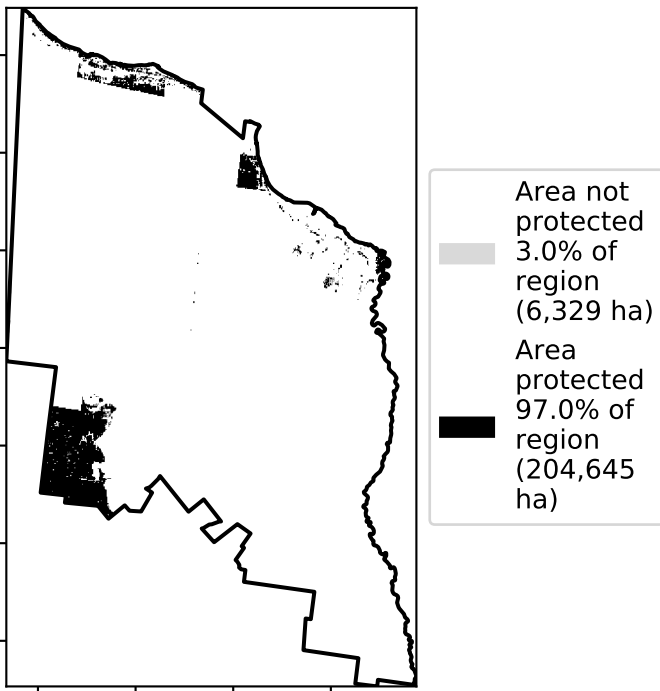 Area not
protected
3.0% of
region
(6,329 ha)
Area
protected
97.0% of
region
(204,645
ha)